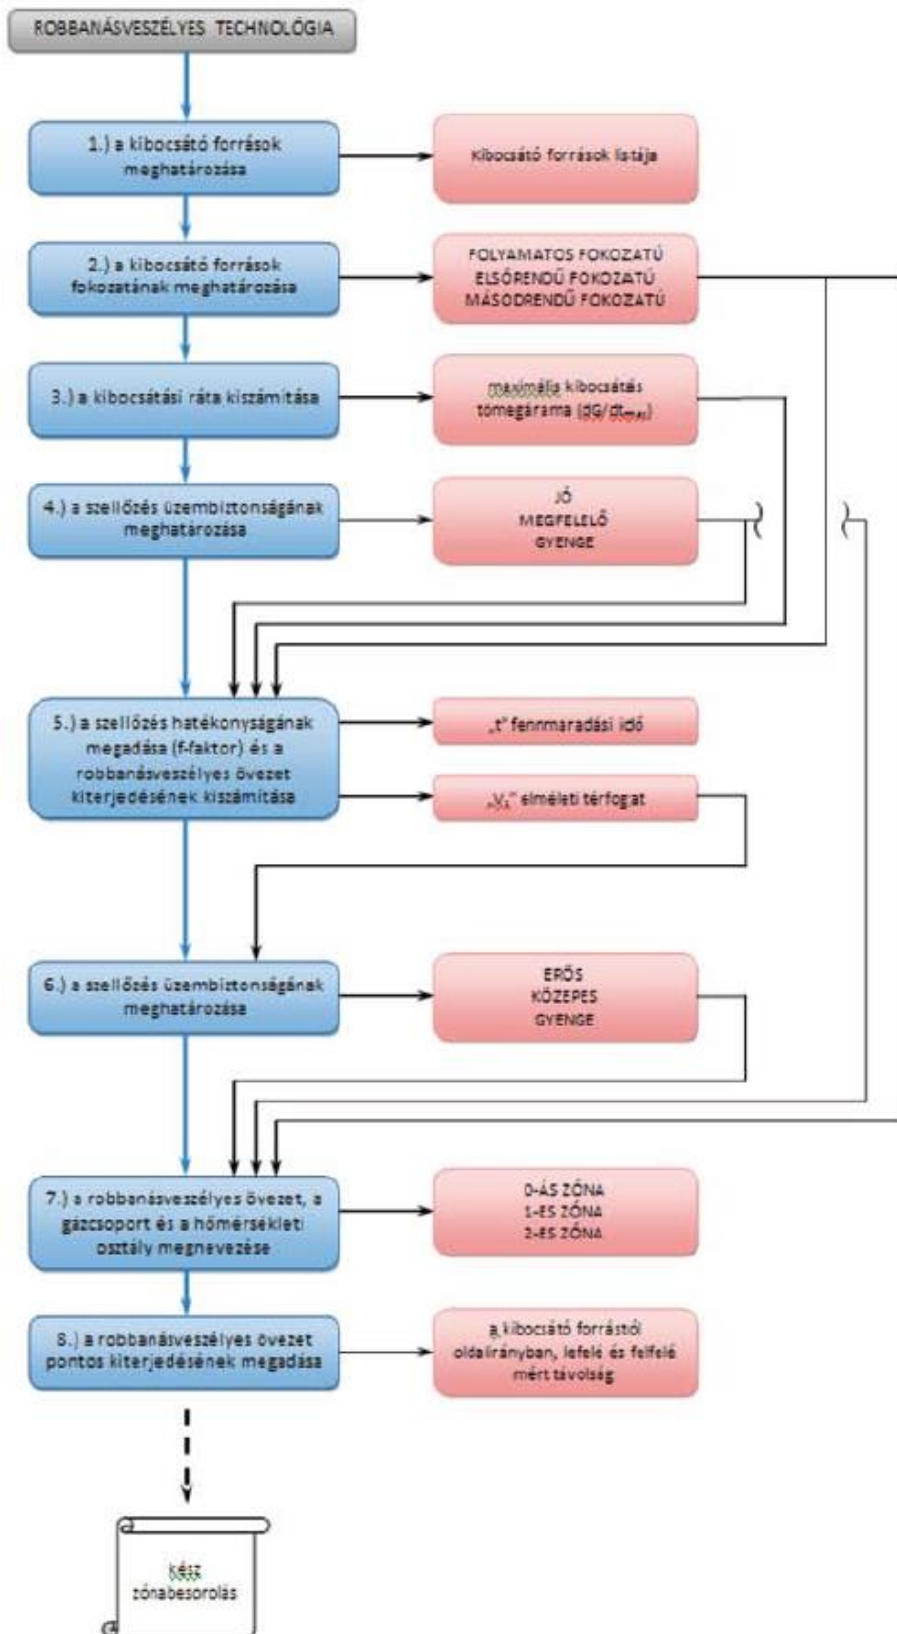 ROBBANÁSVESZÉLYES TECHNOLÓGIA
1.) a kibocsátó források
meghatározása
Kibocsátó források listája
2.) a kibocsátó források
fokozatának meghatározása
FOLYAMATOS FOKOZATÚ
ELSŐRENDŰ FOKOZATÚ
MÁSODRENDŰ FOKOZATÚ
3.) a kibocsátási ráta kiszámítása
maximális kibocsátás
tömegárama (dG/dtmax)
4.) a szellőzés üzembiztonságának
meghatározása
JÓ
MEGFELELŐ
GYENGE
5.) a szellőzés hatékonyságának
megadása (f-faktor) és a
robbanásveszélyes övezet
kiterjedésének kiszámítása
„t” fennmaradási idő
elméleti térfogat
6.) a szellőzés üzembiztonságának
meghatározása
ERŐS
KÖZEPES
GYENGE
7.) a robbanásveszélyes övezet, a
gázcsoport és a hőmérsékleti
osztály megnevezése
0-ÁS ZÓNA
1-ES ZÓNA
2-ES ZÓNA
8.) a robbanásveszélyes övezet
pontos kiterjedésének megadása
a kibocsátó forrástól
oldalirányban, lefelé és felfelé
mért távolság
kész
zónabesorolás